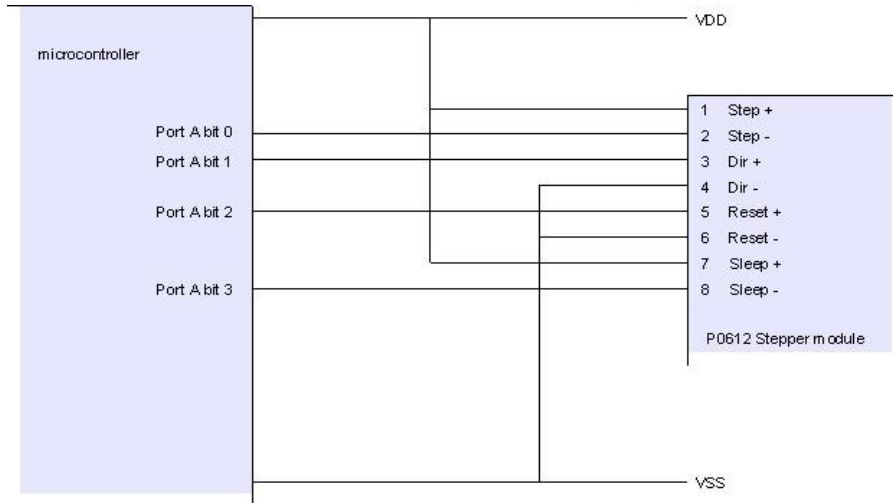 microcontroller
Port A bit 0
Port A bit 1
Port A bit 2
Port A bit 3
VDD
1 Step +
2 Step -
3 Dir +
4 Dir -
5 Reset +
6 Reset -
7 Sleep +
8 Sleep -
P0612 Stepper module
VSS